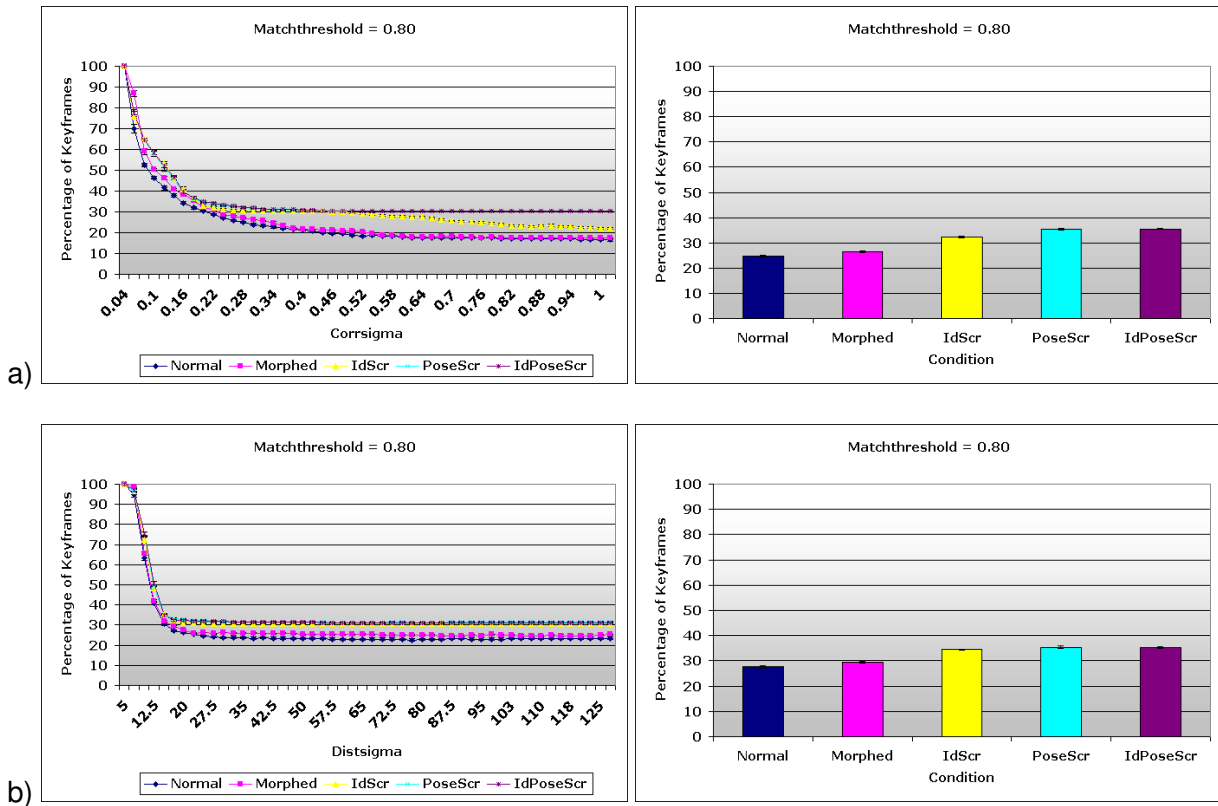 a)
Matchthreshold = 0.80
Percentage of Keyframes
100
90
80
70
60
50
40
30
20
10
0
0.04 0.1 0.16 0.22 0.28 0.34 0.4 0.46 0.52 0.58 0.64 0.7 0.76 0.82 0.88 0.94 1
Corrsigma
Normal Morphed IdScr PoseScr IdPoseScr
Matchthreshold = 0.80
Percentage of Keyframes
100
90
80
70
60
50
40
30
20
10
0
Normal Morphed IdScr PoseScr IdPoseScr
Condition
b)
Matchthreshold = 0.80
Percentage of Keyframes
100
90
80
70
60
50
40
30
20
10
0
5 12.5 20 27.5 35 42.5 50 57.5 65 72.5 80 87.5 95 103 110 118 125
Distsigma
Normal Morphed IdScr PoseScr IdPoseScr
Matchthreshold = 0.80
Percentage of Keyframes
100
90
80
70
60
50
40
30
20
10
0
Normal Morphed IdScr PoseScr IdPoseScr
Condition